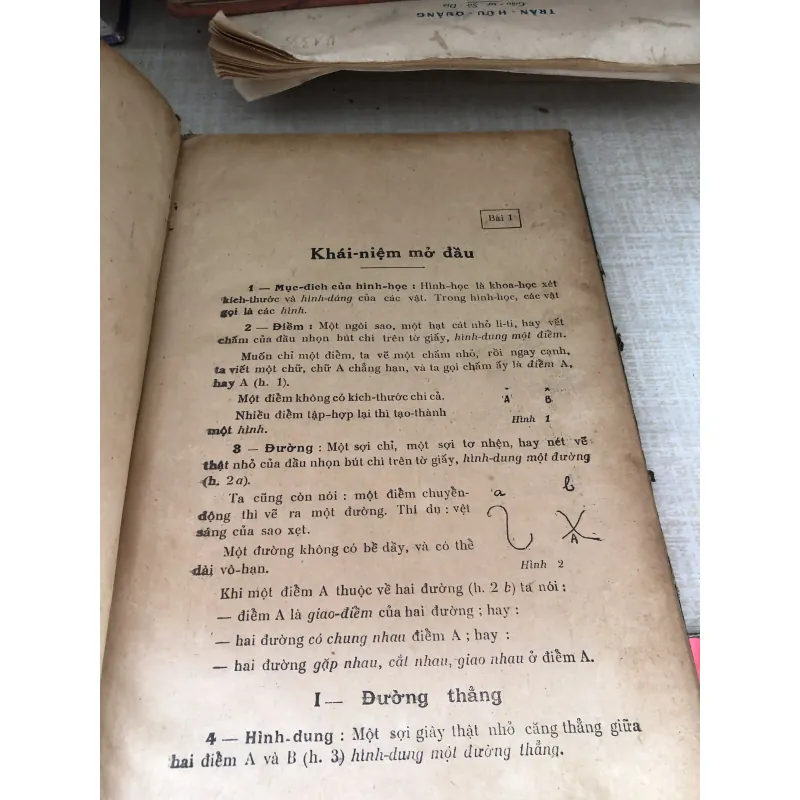 TRẦN-HỮU-QUẢNG
Bài 1
Khái-niệm mở đầu
1 — Mục-đích của hình-học : Hình-học là khoa-học xét
kích-thước và hình-dáng của các vật. Trong hình-học, các vật
gọi là các hình.
2 — Điểm : Một ngôi sao, một hạt cát nhỏ li-ti, hay vết
chấm của đầu nhọn bút chì trên tờ giấy, hình-dung một điểm.
Muốn chỉ một điểm, ta vẽ một chấm nhỏ, rồi ngay cạnh,
ta viết một chữ, chữ A chẳng hạn, và ta gọi chấm ấy là điểm A,
hay A (h. 1).
Một điểm không có kích-thước chi cả.
A B
Nhiều điểm tập-hợp lại thì tạo-thành
Hình 1
một hình.
3 — Đường : Một sợi chỉ, một sợi tơ nhện, hay nét vẽ
thật nhỏ của đầu nhọn bút chì trên tờ giấy, hình-dung một đường
(h. 2a).
Ta cũng còn nói : một điểm chuyển-
a b
động thì vẽ ra một đường. Thí dụ : vệt
sáng của sao xẹt.
A
Một đường không có bề dầy, và có thể
dài vô-hạn.
Hình 2
Khi một điểm A thuộc về hai đường (h. 2 b) ta nói :
— điểm A là giao-điểm của hai đường ; hay :
— hai đường có chung nhau điểm A ; hay :
— hai đường gặp nhau, cắt nhau, giao nhau ở điểm A.
I — Đường thẳng
4 — Hình-dung : Một sợi giây thật nhỏ căng thẳng giữa
hai điểm A và B (h. 3) hình-dung một đường thẳng.